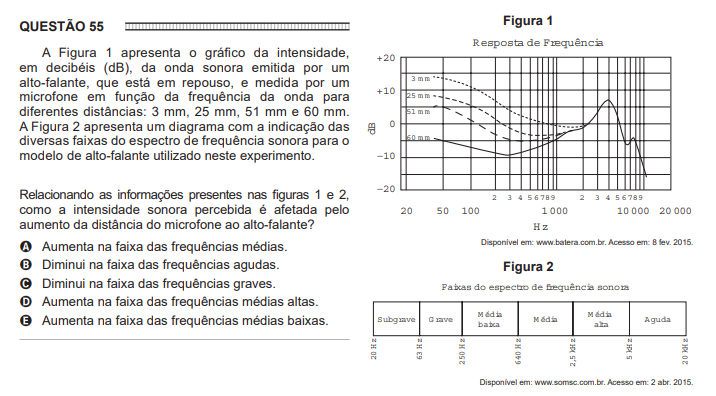 QUESTÃO 55
A Figura 1 apresenta o gráfico da intensidade,
em decibéis (dB), da onda sonora emitida por um
alto-falante, que está em repouso, e medida por um
microfone em função da frequência da onda para
diferentes distâncias: 3 mm, 25 mm, 51 mm e 60 mm.
A Figura 2 apresenta um diagrama com a indicação das
diversas faixas do espectro de frequência sonora para o
modelo de alto-falante utilizado neste experimento.
Relacionando as informações presentes nas figuras 1 e 2,
como a intensidade sonora percebida é afetada pelo
aumento da distância do microfone ao alto-falante?
A Aumenta na faixa das frequências médias.
B Diminui na faixa das frequências agudas.
C Diminui na faixa das frequências graves.
D Aumenta na faixa das frequências médias altas.
E Aumenta na faixa das frequências médias baixas.
Figura 1
Resposta de Frequência
+20
+10
0
−10
−20
dB
3 mm
25 mm
51 mm
60 mm
2 3 4 5 6 7 8 9 2 3 4 5 6 7 8 9
20 50 100 1 000 10 000 20 000
Hz
Disponível em: www.batera.com.br. Acesso em: 8 fev. 2015.
Figura 2
Faixas do espectro de frequência sonora
Subgrave Grave Média baixa Média Média alta Aguda
20 Hz 63 Hz 250 Hz 640 Hz 2,5 kHz 5 kHz 20 kHz
Disponível em: www.somsc.com.br. Acesso em: 2 abr. 2015.